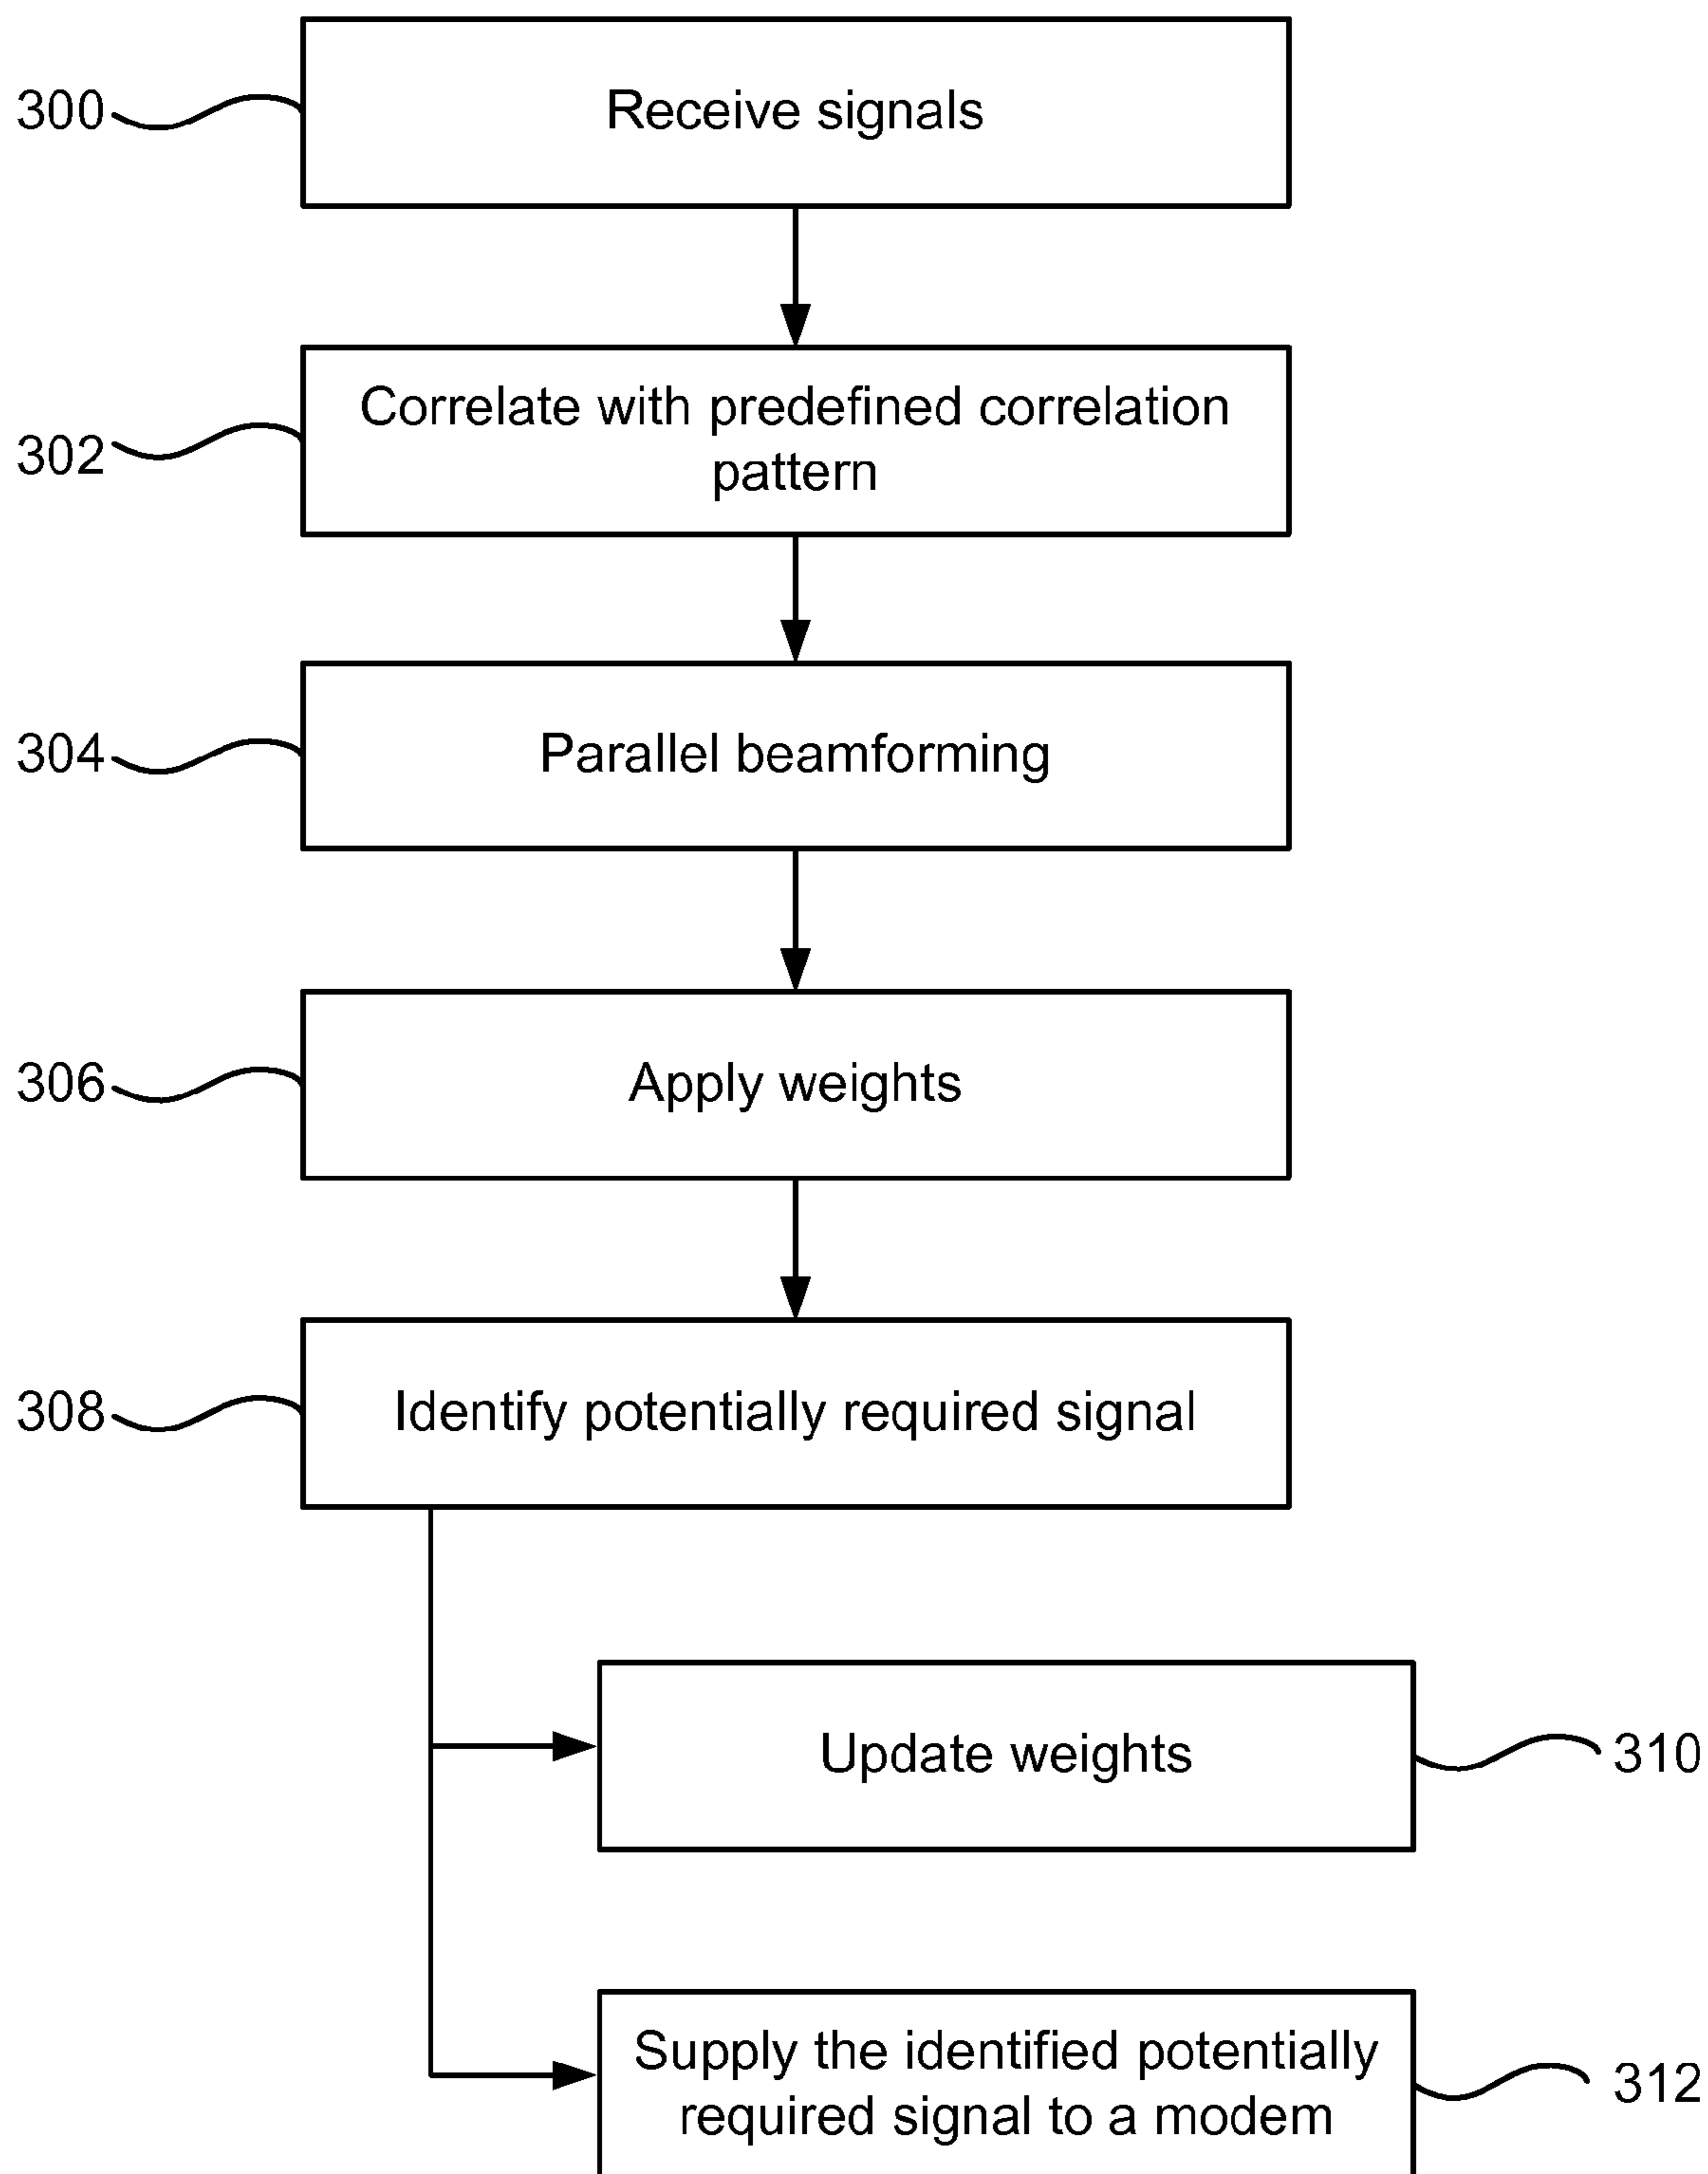 300
Receive signals
302
Correlate with predefined correlation
pattern
304
Parallel beamforming
306
Apply weights
308
Identify potentially required signal
Update weights
310
Supply the identified potentially
required signal to a modem
312